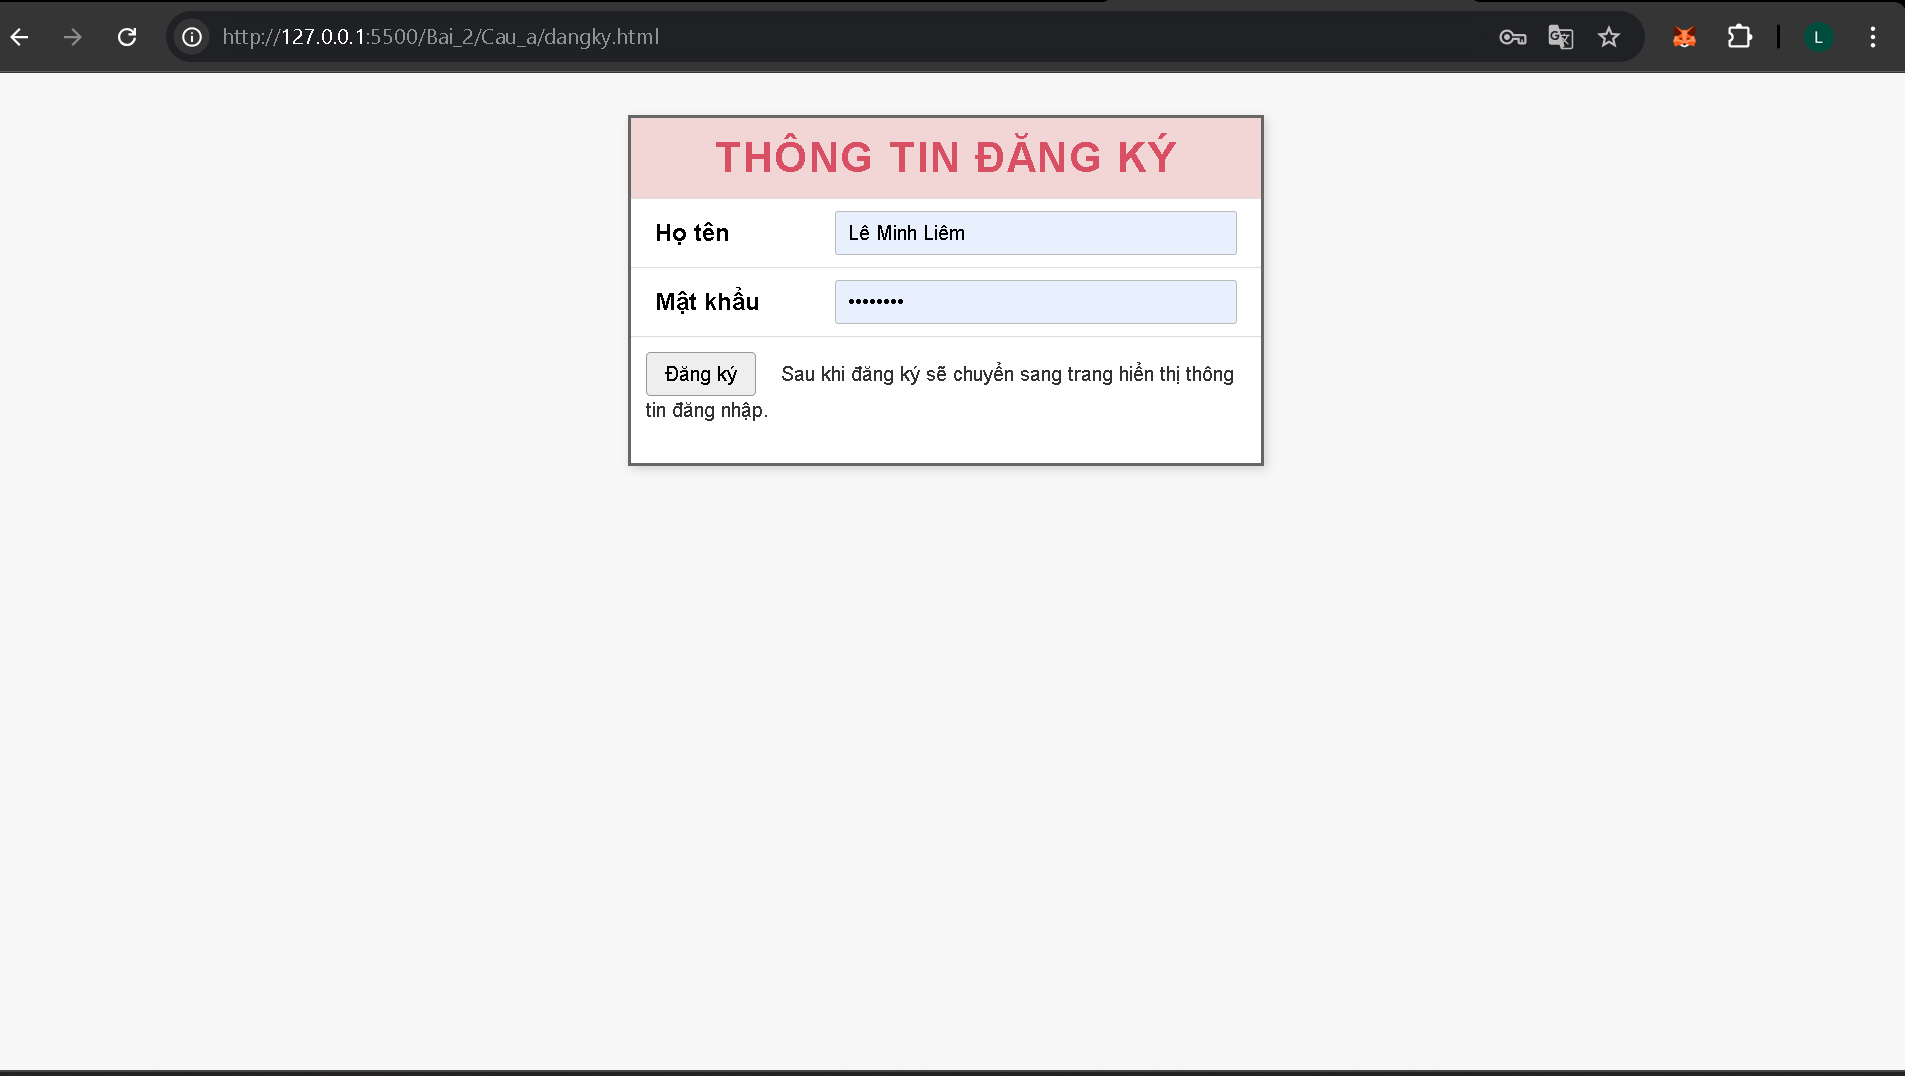 http://127.0.0.1:5500/Bai_2/Cau_a/dangky.html
L
THÔNG TIN ĐĂNG KÝ
Họ tên
Lê Minh Liêm
Mật khẩu
••••••••
Đăng ký
Sau khi đăng ký sẽ chuyển sang trang hiển thị thông
tin đăng nhập.